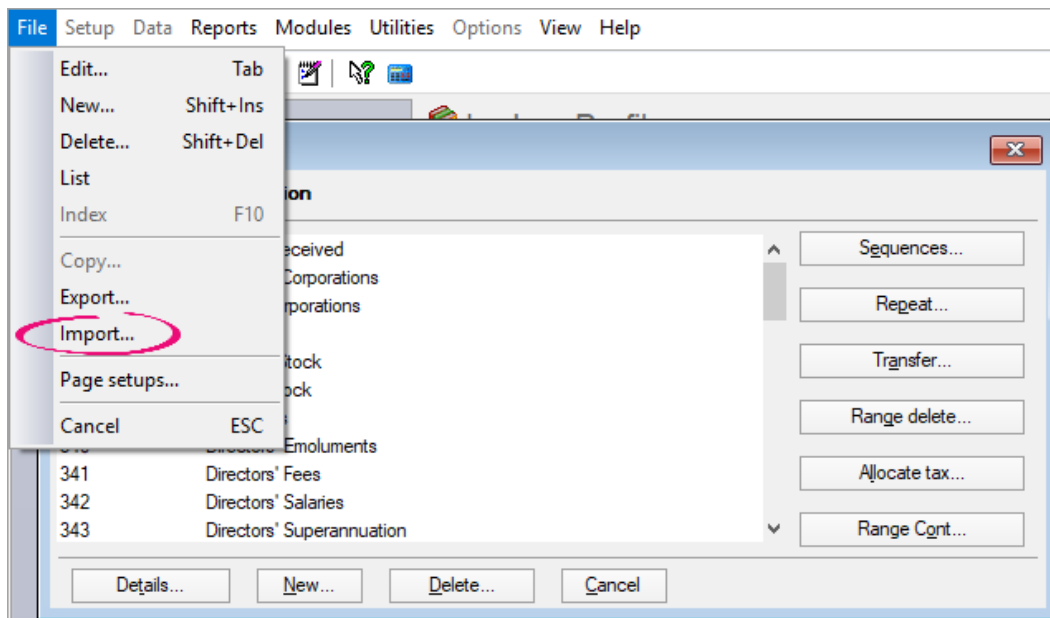 File Setup Data Reports Modules Utilities Options View Help
Edit... Tab
New... Shift+Ins
Delete... Shift+Del
List
Index F10
Copy...
Export...
Import...
Page setups...
Cancel ESC
ion
eceived
Corporations
rporations
tock
ock
Directors' Emoluments
341 Directors' Fees
342 Directors' Salaries
343 Directors' Superannuation
Sequences...
Repeat...
Transfer...
Range delete...
Allocate tax...
Range Cont...
Details... New... Delete... Cancel